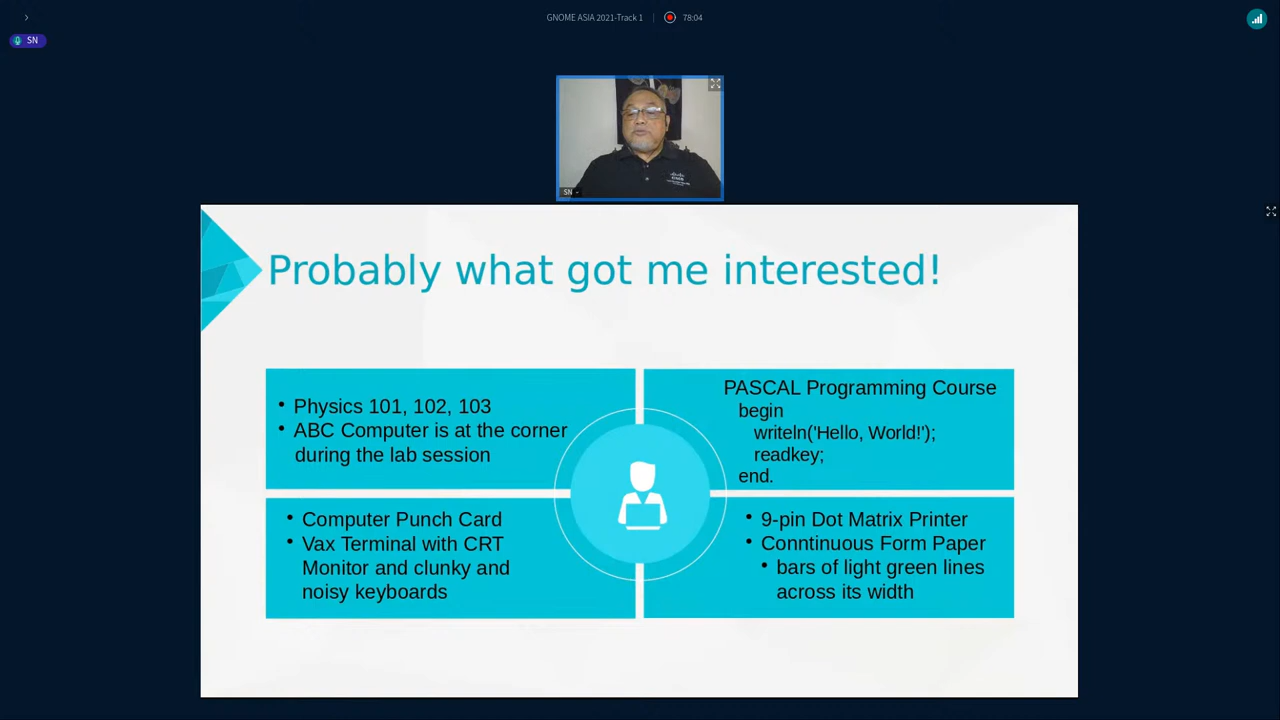 GNOME ASIA 2021-Track 1
78:04
SN
SN
Probably what got me interested!
• Physics 101, 102, 103
• ABC Computer is at the corner
during the lab session
PASCAL Programming Course
begin
writeln('Hello, World!');
readkey;
end.
• Computer Punch Card
• Vax Terminal with CRT
Monitor and clunky and
noisy keyboards
• 9-pin Dot Matrix Printer
• Conntinuous Form Paper
• bars of light green lines
across its width